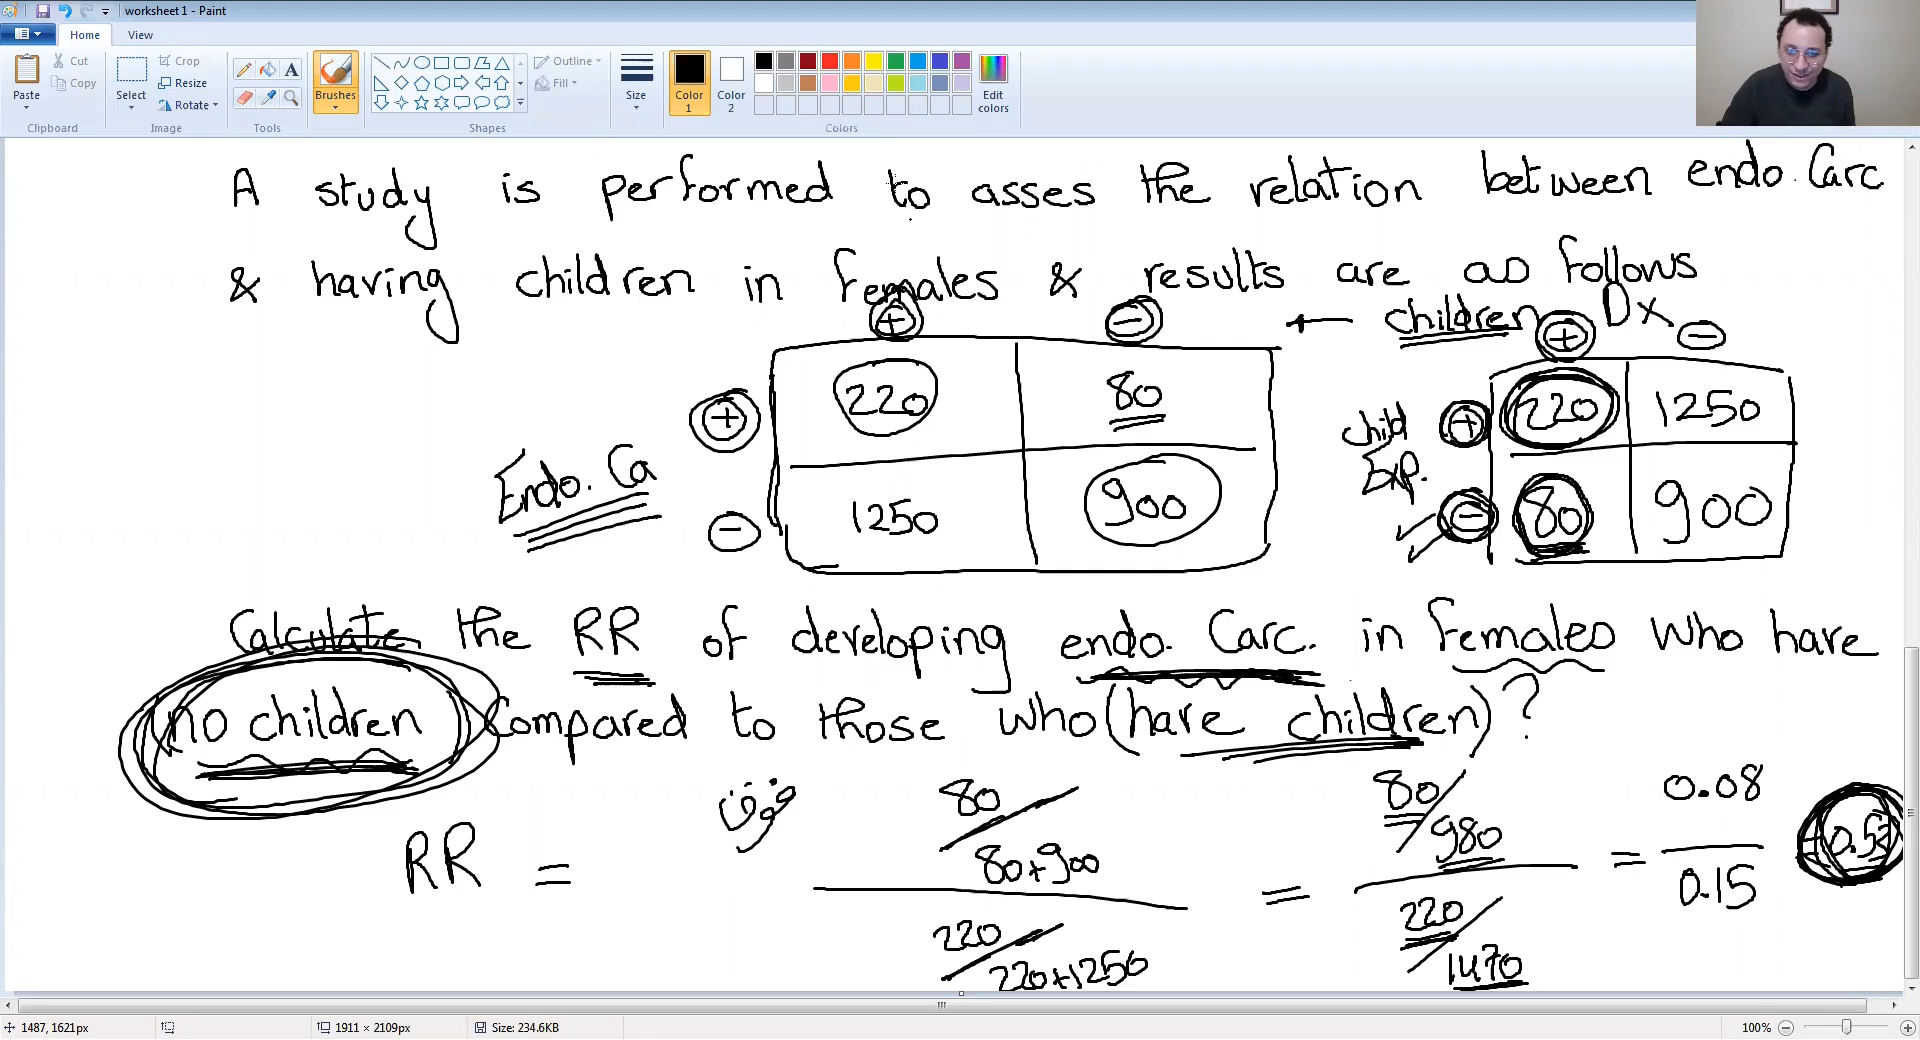 worksheet 1 - Paint
Home View
Cut
Copy
Paste
Crop
Resize
Rotate
Select
A
Brushes
Outline
Fill
Size
Color 1
Color 2
Edit colors
Clipboard Image Tools Shapes Colors
A study is performed to asses the relation between endo. Carc
& having children in females & results are as follows
+ - ← children Dx
+ -
+ 220 80
Child + 220 1250
Endo. Ca
Exp.
- 1250 900
- 80 900
Calculate the RR of developing endo. Carc. in females who have
no children Compared to those who (have children)?
RR = 80/80+900 / 220/220+1250 = 80/980 / 220/1470 = 0.08/0.15
1487, 1621px 1911 × 2109px Size: 234.6KB 100%